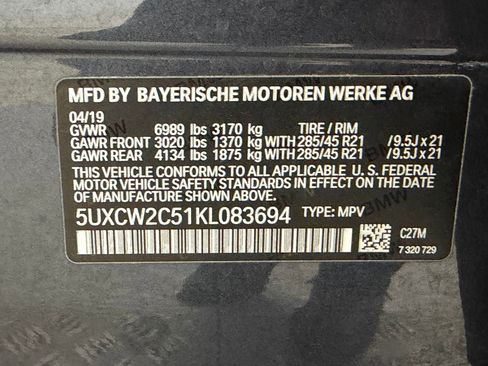 MFD BY BAYERISCHE MOTOREN WERKE AG
04/19
GVWR 6989 lbs 3170 kg TIRE / RIM
GAWR FRONT 3020 lbs 1370 kg WITH 285/45 R21 /9.5J x 21
GAWR REAR 4134 lbs 1875 kg WITH 285/45 R21 /9.5J x 21
THIS VEHICLE CONFORMS TO ALL APPLICABLE U. S. FEDERAL
MOTOR VEHICLE SAFETY STANDARDS IN EFFECT ON THE DATE
OF MANUFACTURE SHOWN ABOVE.
5UXCW2C51KL083694 TYPE: MPV
C27M
7 320 729